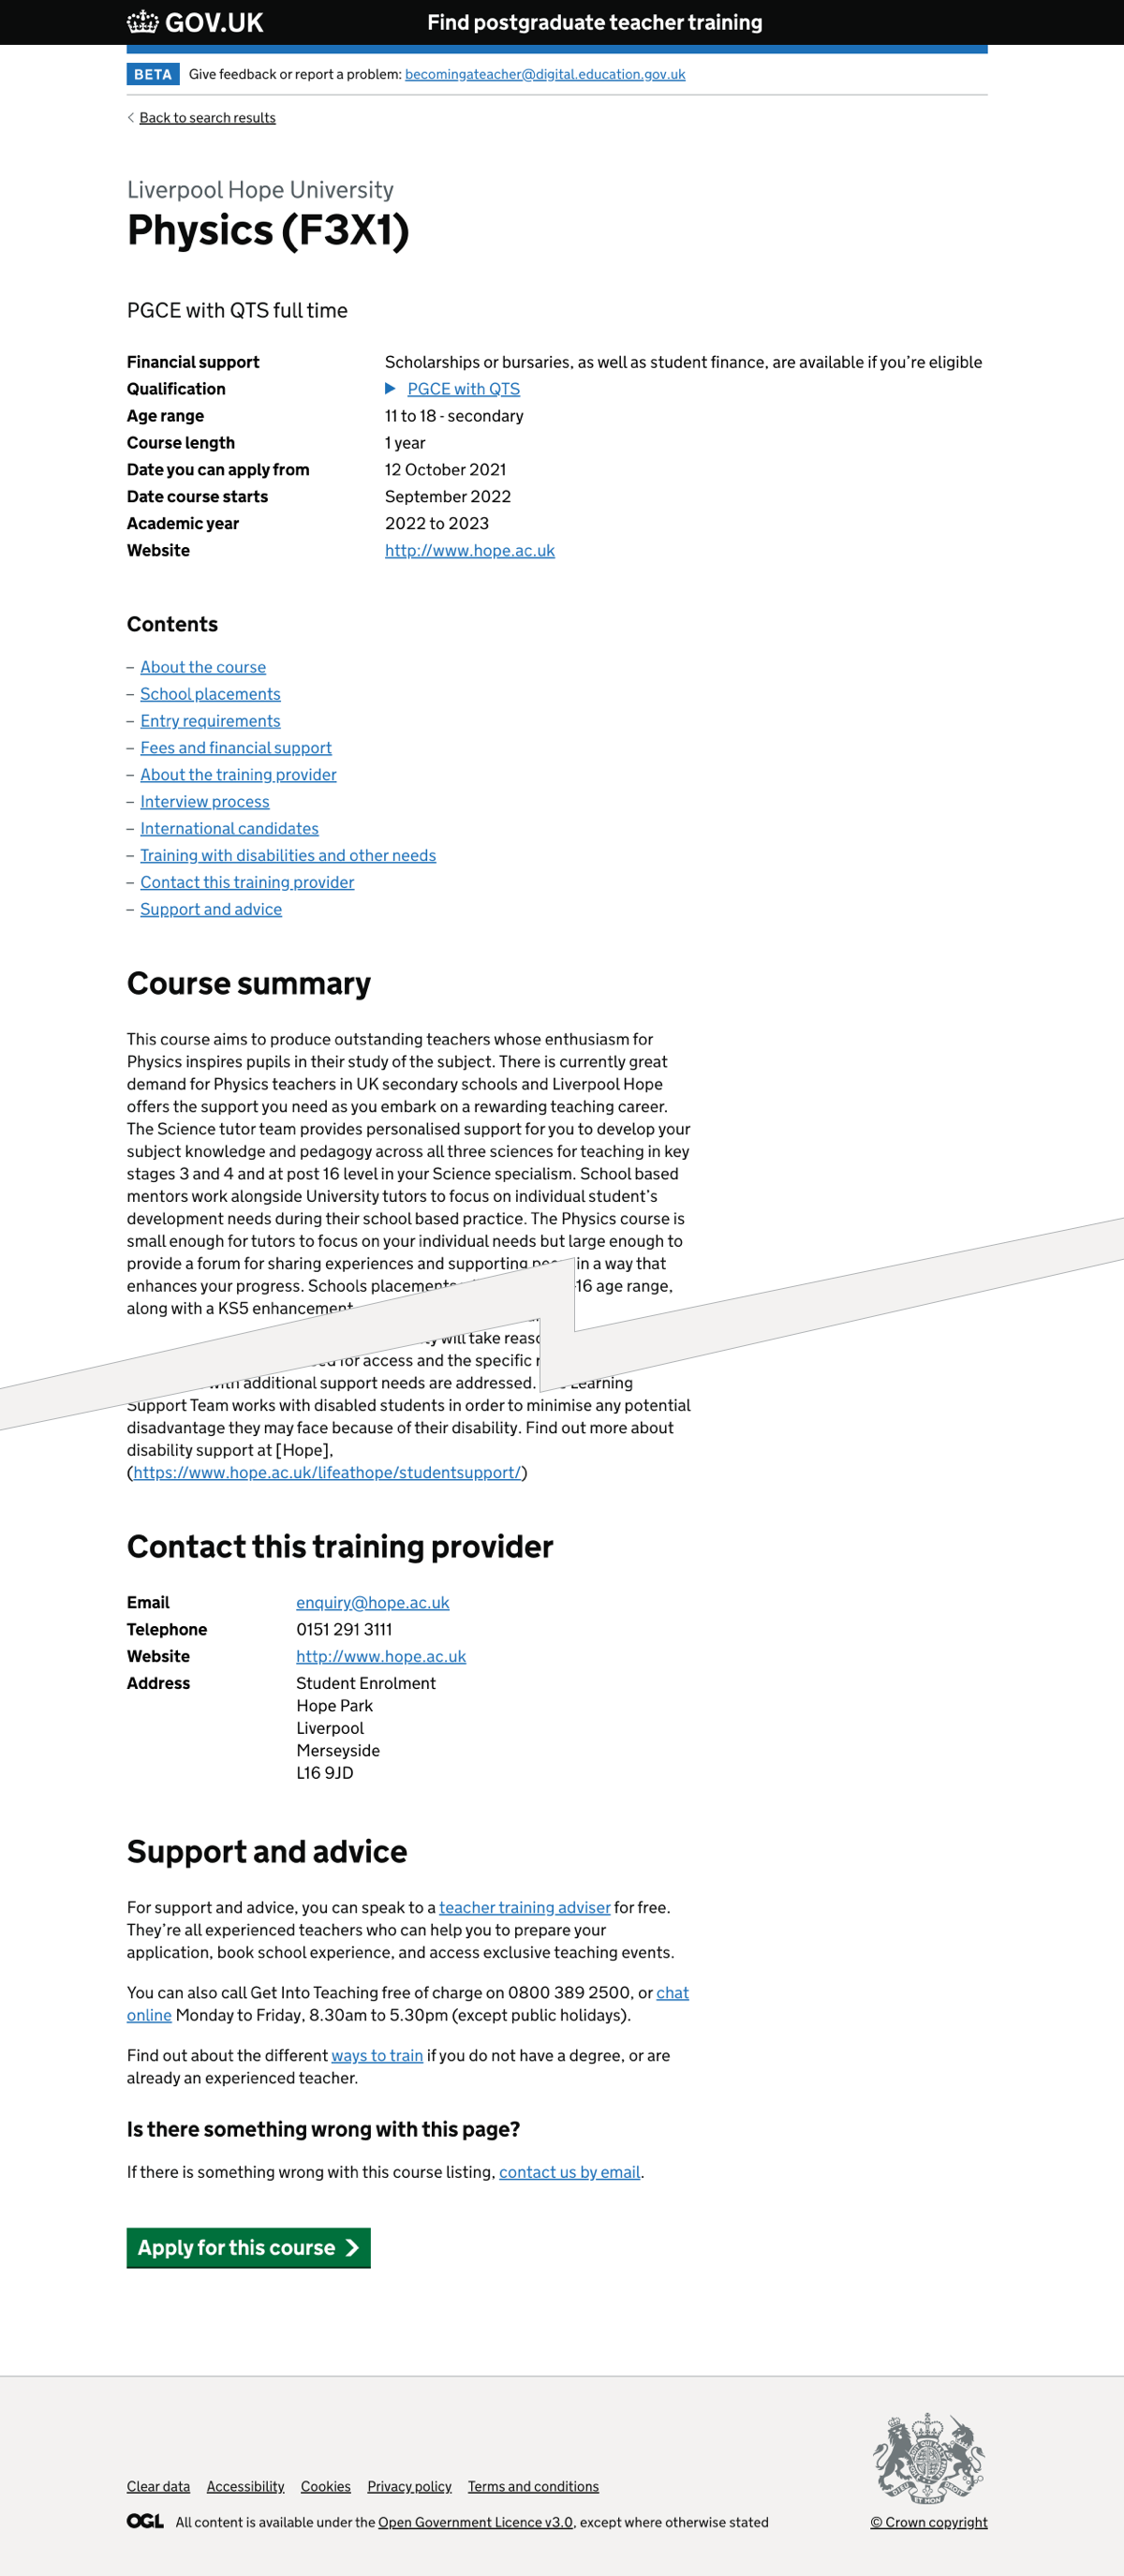 GOV.UK
Find postgraduate teacher training
BETA Give feedback or report a problem: becomingateacher@digital.education.gov.uk
Back to search results
Liverpool Hope University
Physics (F3X1)
PGCE with QTS full time
Financial support Scholarships or bursaries, as well as student finance, are available if you're eligible
Qualification PGCE with QTS
Age range 11 to 18 - secondary
Course length 1 year
Date you can apply from 12 October 2021
Date course starts September 2022
Academic year 2022 to 2023
Website http://www.hope.ac.uk
Contents
– About the course
– School placements
– Entry requirements
– Fees and financial support
– About the training provider
– Interview process
– International candidates
– Training with disabilities and other needs
– Contact this training provider
– Support and advice
Course summary
This course aims to produce outstanding teachers whose enthusiasm for
Physics inspires pupils in their study of the subject. There is currently great
demand for Physics teachers in UK secondary schools and Liverpool Hope
offers the support you need as you embark on a rewarding teaching career.
The Science tutor team provides personalised support for you to develop your
subject knowledge and pedagogy across all three sciences for teaching in key
stages 3 and 4 and at post 16 level in your Science specialism. School based
mentors work alongside University tutors to focus on individual student's
development needs during their school based practice. The Physics course is
small enough for tutors to focus on your individual needs but large enough to
provide a forum for sharing experiences and supporting in a way that
enhances your progress. Schools placements 16 age range,
along with a KS5 enhancement
will take
for access and the specific
with additional support needs are addressed. Learning
Support Team works with disabled students in order to minimise any potential
disadvantage they may face because of their disability. Find out more about
disability support at [Hope],
(https://www.hope.ac.uk/lifeathope/studentsupport/)
Contact this training provider
Email enquiry@hope.ac.uk
Telephone 0151 291 3111
Website http://www.hope.ac.uk
Address Student Enrolment
Hope Park
Liverpool
Merseyside
L16 9JD
Support and advice
For support and advice, you can speak to a teacher training adviser for free.
They're all experienced teachers who can help you to prepare your
application, book school experience, and access exclusive teaching events.
You can also call Get Into Teaching free of charge on 0800 389 2500, or chat
online Monday to Friday, 8.30am to 5.30pm (except public holidays).
Find out about the different ways to train if you do not have a degree, or are
already an experienced teacher.
Is there something wrong with this page?
If there is something wrong with this course listing, contact us by email.
Apply for this course
Clear data Accessibility Cookies Privacy policy Terms and conditions
OGL All content is available under the Open Government Licence v3.0, except where otherwise stated
© Crown copyright